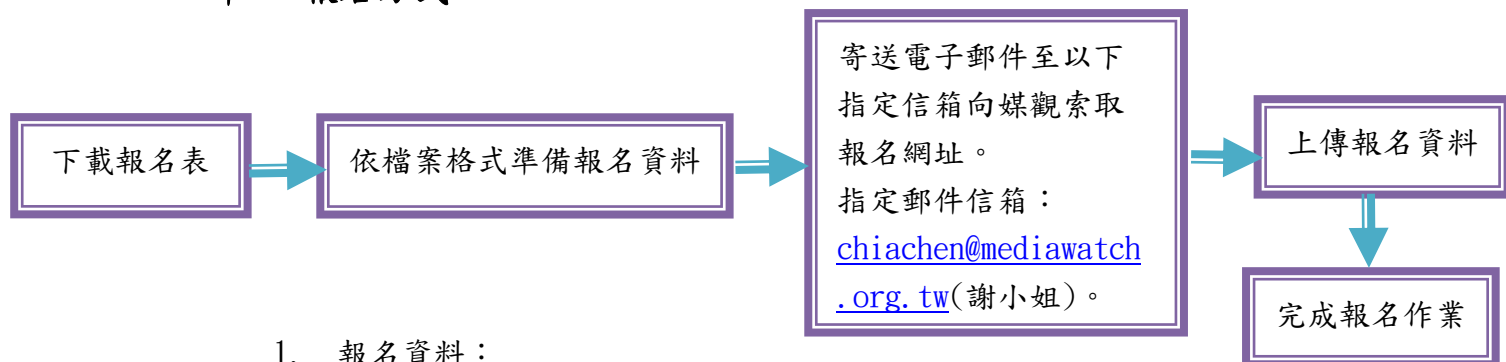 下載報名表
依檔案格式準備報名資料
寄送電子郵件至以下
指定信箱向媒觀索取
報名網址。
指定郵件信箱：
chiachen@mediawatch
.org.tw(謝小姐)。
上傳報名資料
完成報名作業
1. 報名資料：